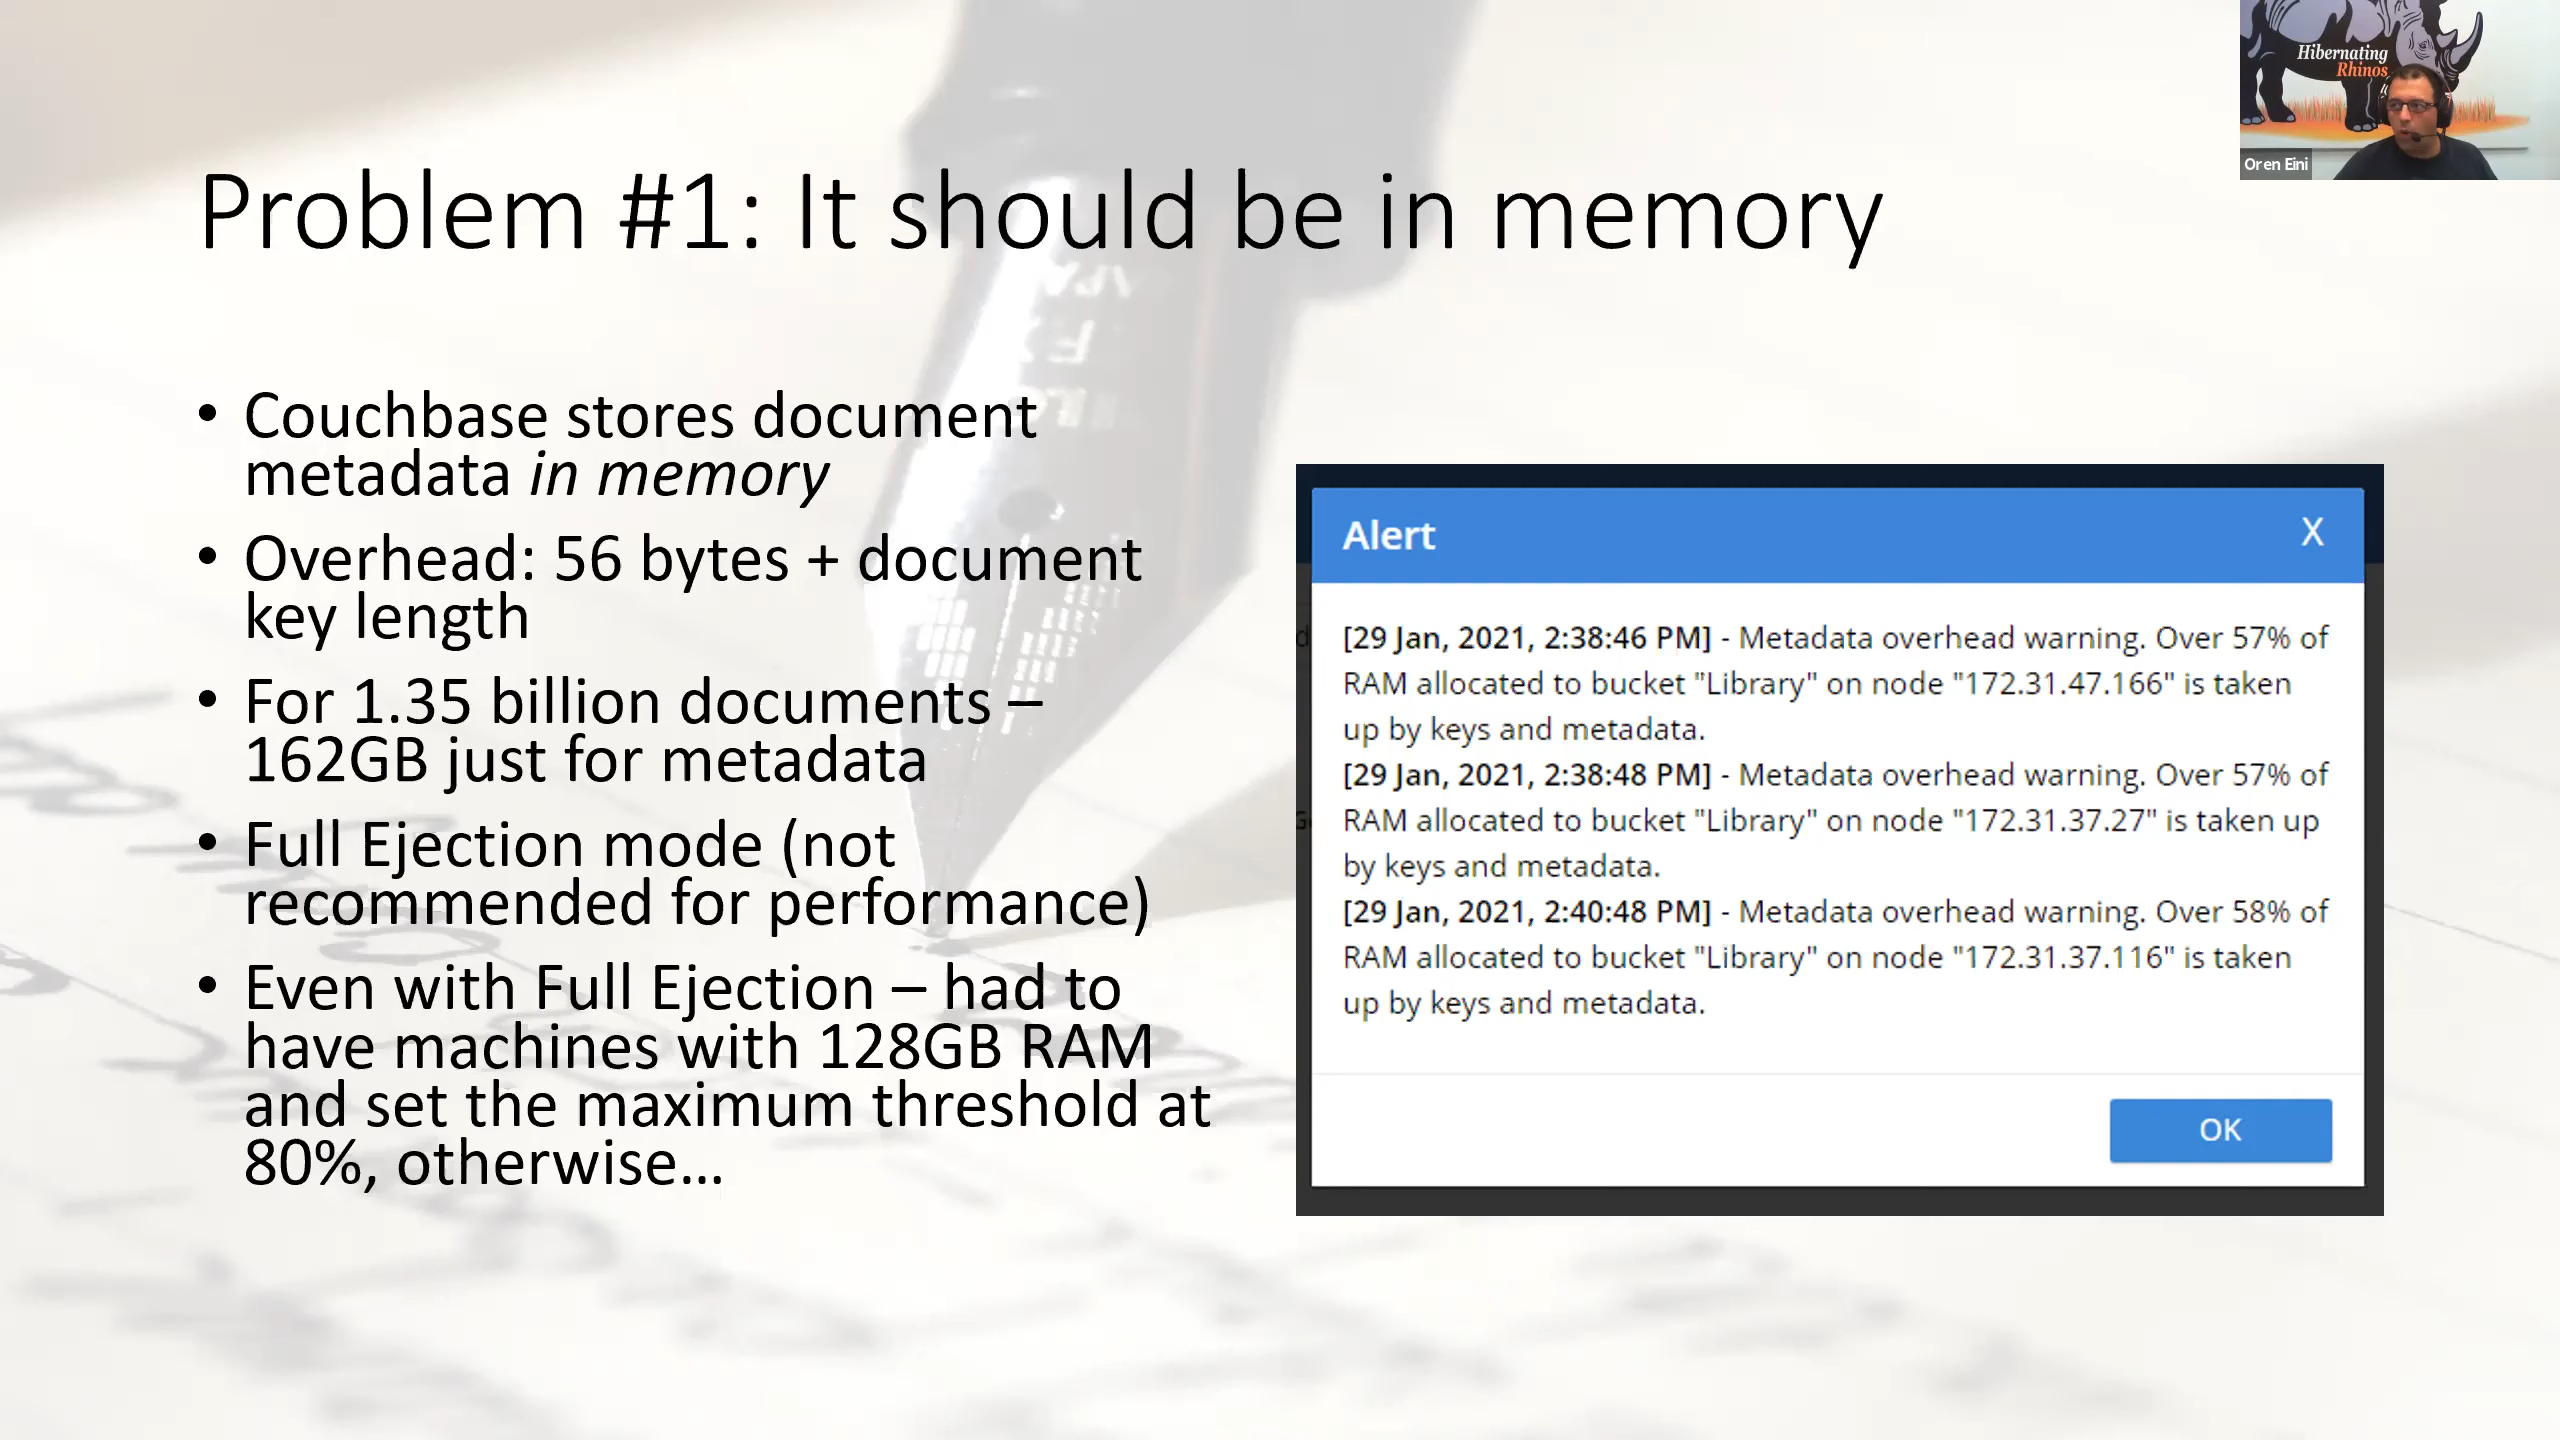 Hibernating
Rhinos
Oren Eini
Problem #1: It should be in memory
• Couchbase stores document
metadata in memory
• Overhead: 56 bytes + document
key length
• For 1.35 billion documents –
162GB just for metadata
• Full Ejection mode (not
recommended for performance)
• Even with Full Ejection – had to
have machines with 128GB RAM
and set the maximum threshold at
80%, otherwise...
Alert X
[29 Jan, 2021, 2:38:46 PM] - Metadata overhead warning. Over 57% of
RAM allocated to bucket "Library" on node "172.31.47.166" is taken
up by keys and metadata.
[29 Jan, 2021, 2:38:48 PM] - Metadata overhead warning. Over 57% of
RAM allocated to bucket "Library" on node "172.31.37.27" is taken up
by keys and metadata.
[29 Jan, 2021, 2:40:48 PM] - Metadata overhead warning. Over 58% of
RAM allocated to bucket "Library" on node "172.31.37.116" is taken
up by keys and metadata.
OK